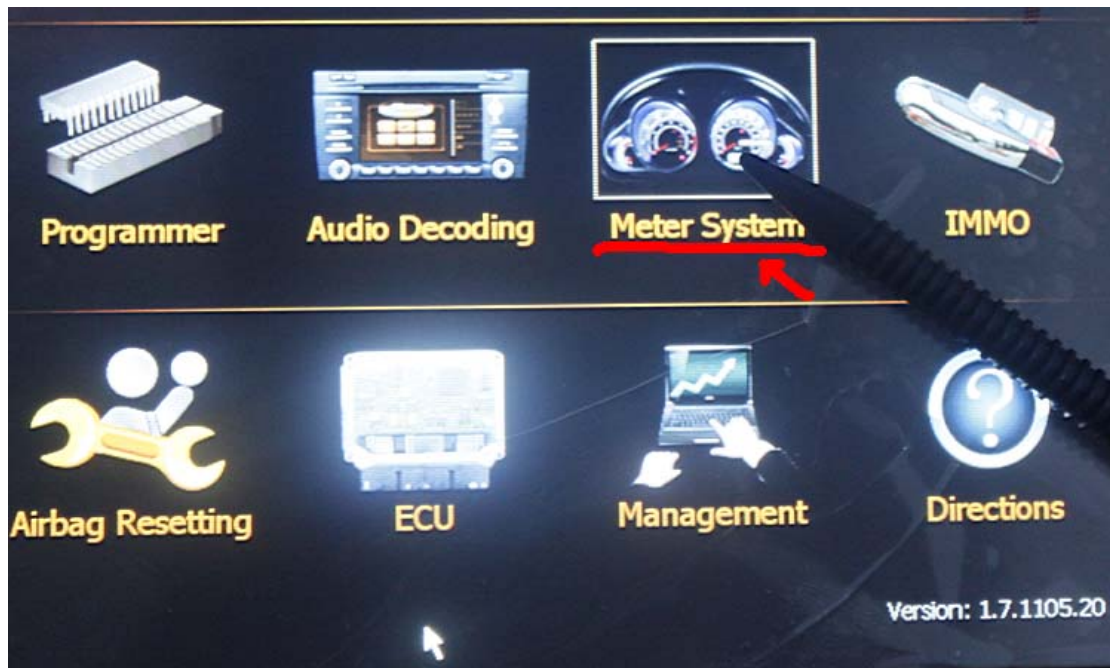 Programmer
Audio Decoding
Meter System
IMMO
Airbag Resetting
ECU
Management
Directions
Version: 1.7.1105.20